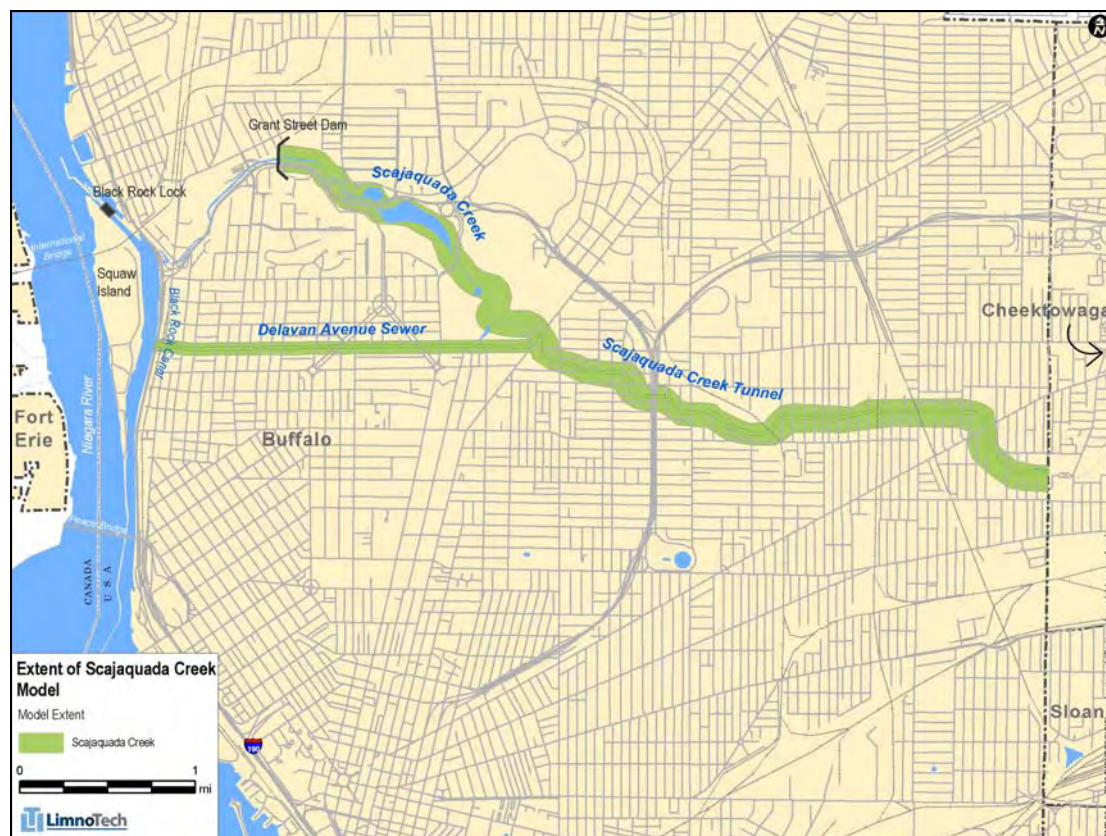 N
Grant Street Dam
Scajaquada
Creek
Black Rock Lock
International
Bridge
Squaw
Island
Black Rock Canal
Cheektowaga
Delavan Avenue Sewer
Scajaquada Creek Tunnel
Niagara River
Fort
Erie
Buffalo
Peace Bridge
CANADA
U. S. A.
Extent of Scajaquada Creek
Model
Model Extent
Scajaquada Creek
0 1
mi
190
Sloan
LimnoTech